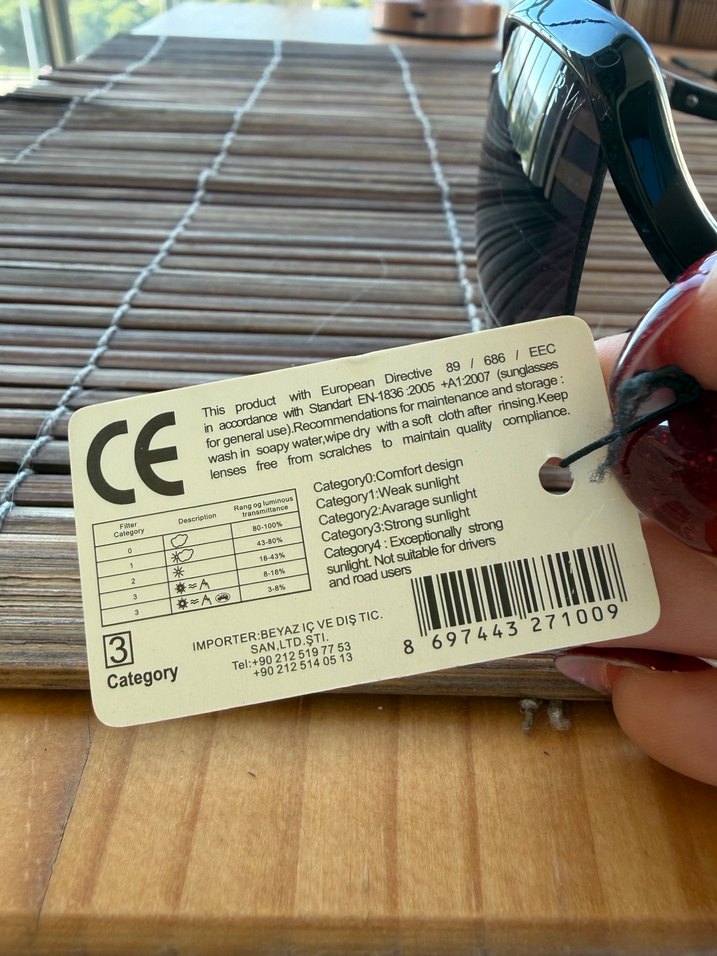 CE
This product with European Directive 89 / 686 / EEC
in accordance with Standart EN-1836:2005 +A1:2007 (sunglasses
for general use).Recommendations for maintenance and storage :
wash in soapy water,wipe dry with a soft cloth after rinsing.Keep
lenses free from scralches to maintain quality compliance.
Filter Category Description Rang og luminous transmittance
0 80-100%
1 43-80%
2 18-43%
3 8-18%
3 3-8%
Category0:Comfort design
Category1:Weak sunlight
Category2:Avarage sunlight
Category3:Strong sunlight
Category4 : Exceptionally strong
sunlight. Not suitable for drivers
and road users
3
Category
IMPORTER:BEYAZ IÇ VE DIŞ TIC.
SAN,LTD.ŞTI.
Tel:+90 212 519 77 53
+90 212 514 05 13
8 697443 271009